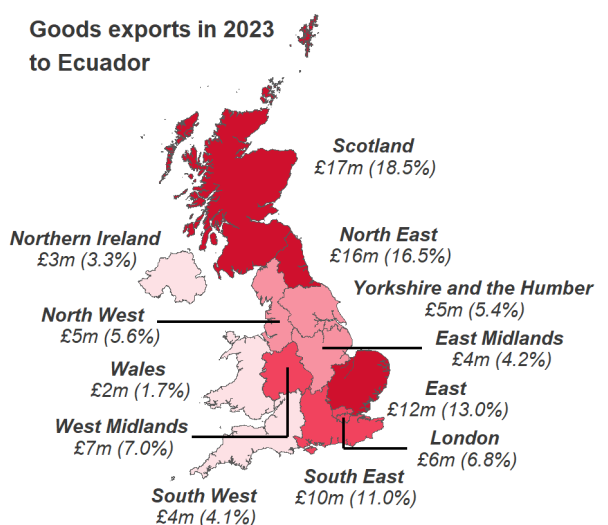 Goods exports in 2023
to Ecuador
Scotland
£17m (18.5%)
Northern Ireland
£3m (3.3%)
North East
£16m (16.5%)
Yorkshire and the Humber
£5m (5.4%)
North West
£5m (5.6%)
East Midlands
£4m (4.2%)
Wales
£2m (1.7%)
East
£12m (13.0%)
West Midlands
£7m (7.0%)
London
£6m (6.8%)
South East
£10m (11.0%)
South West
£4m (4.1%)